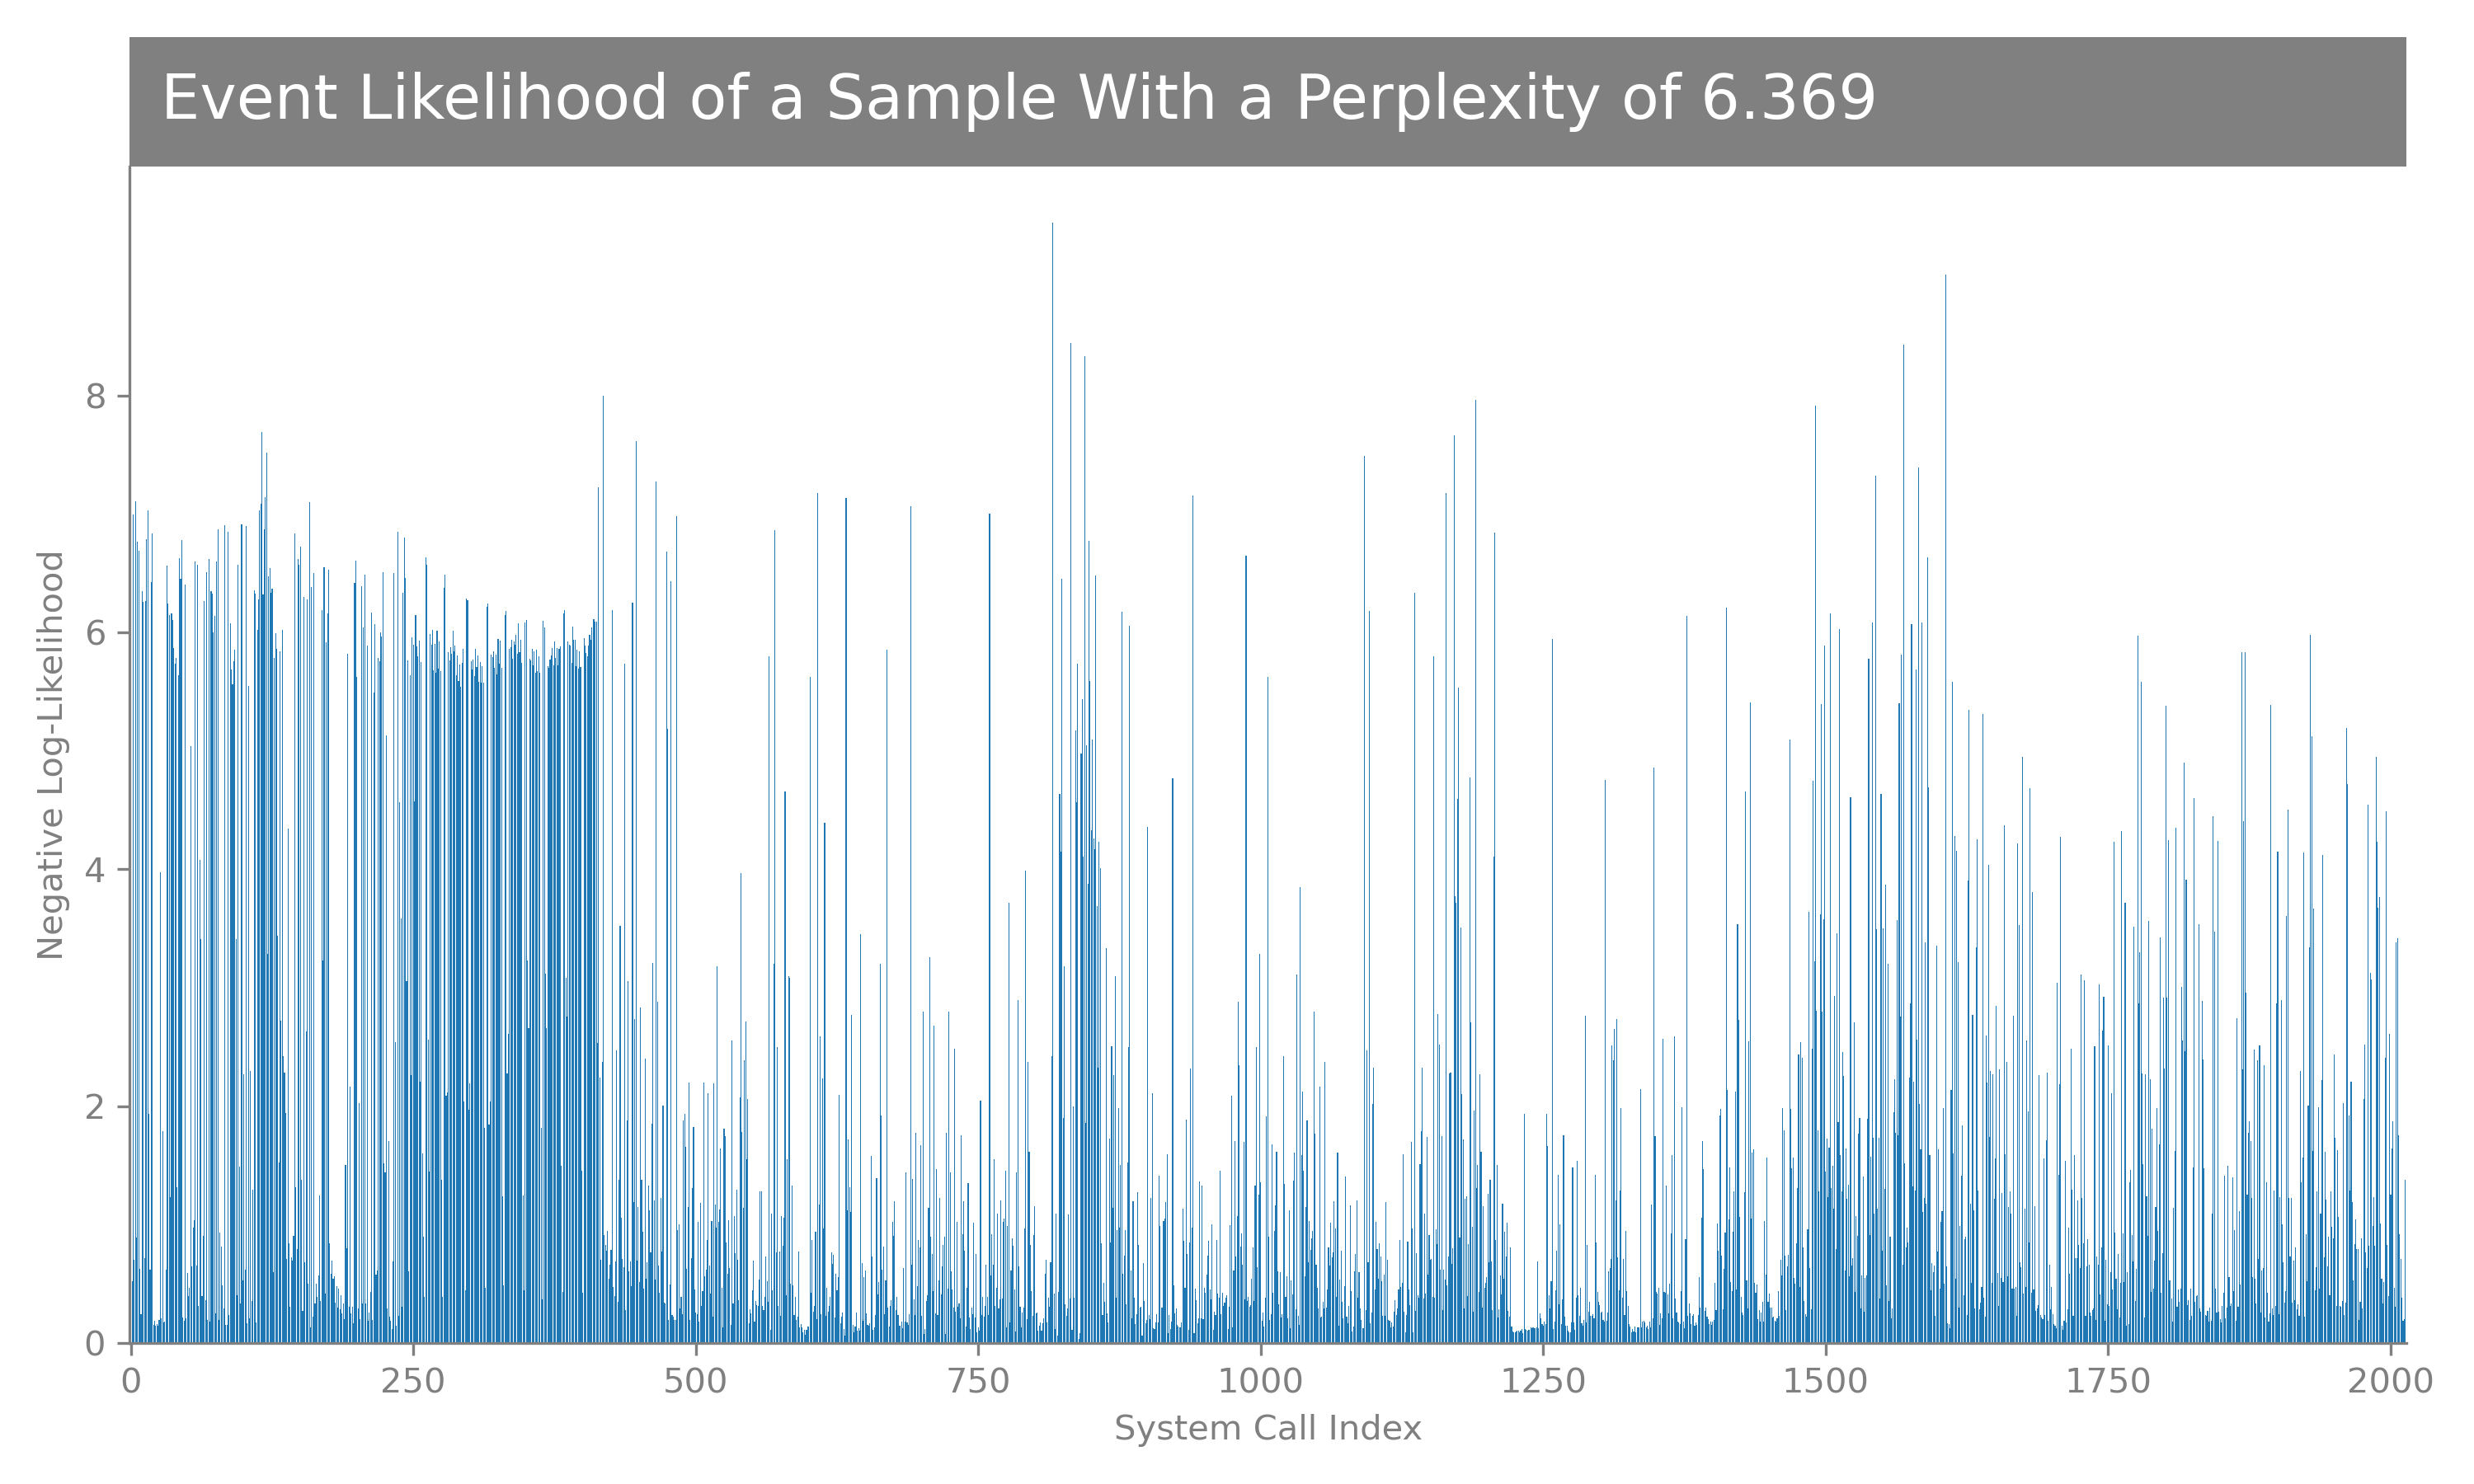 Event Likelihood of a Sample With a Perplexity of 6.369
Negative Log-Likelihood
8
6
4
2
0
0 250 500 750 1000 1250 1500 1750 2000
System Call Index